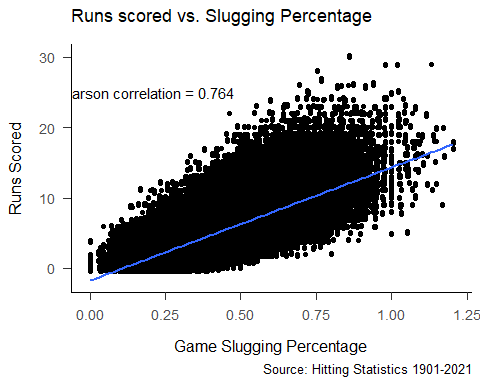 Runs scored vs. Slugging Percentage
30
arson correlation = 0.764
20
Runs Scored
10
0
0.00 0.25 0.50 0.75 1.00 1.25
Game Slugging Percentage
Source: Hitting Statistics 1901-2021